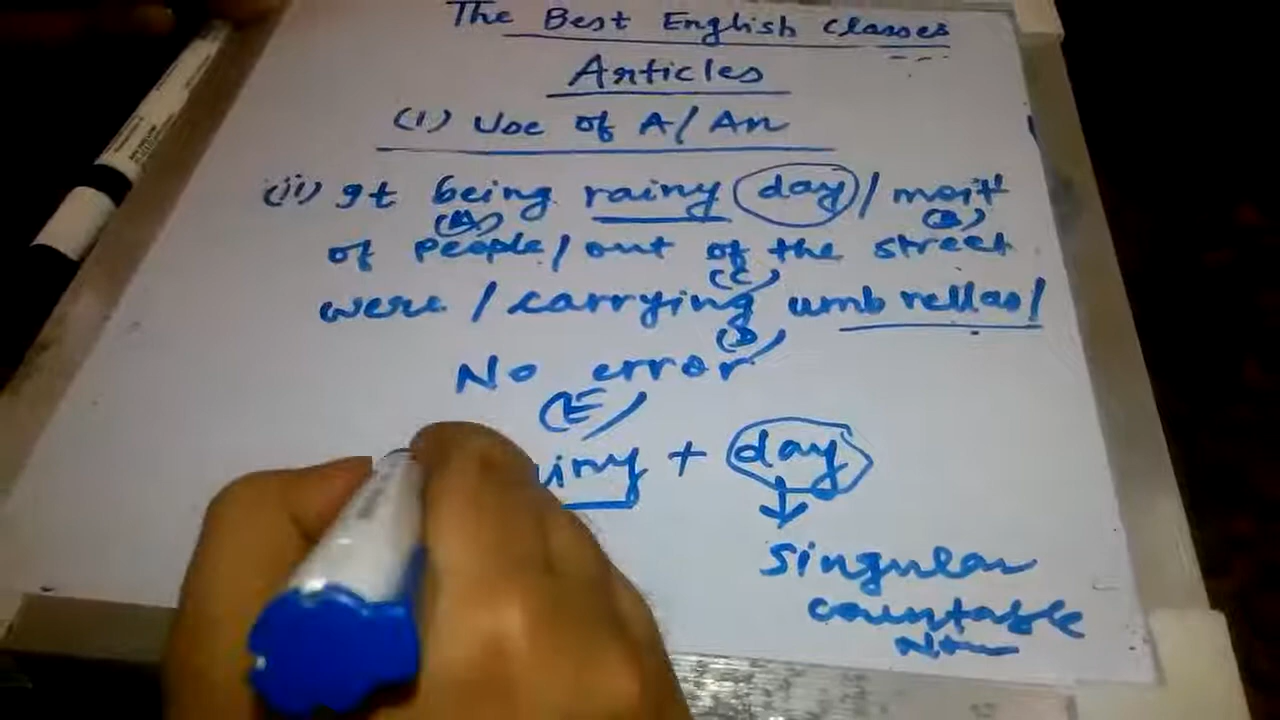 The Best English Classes
Articles
(1) Use of A/An
(ii) It being rainy day/ most
(A) (B)
of people/ out of the street
(C)
were / carrying umbrellas/
(D)
No error
(E)
iny + day
↓
Singular
countable
Noun